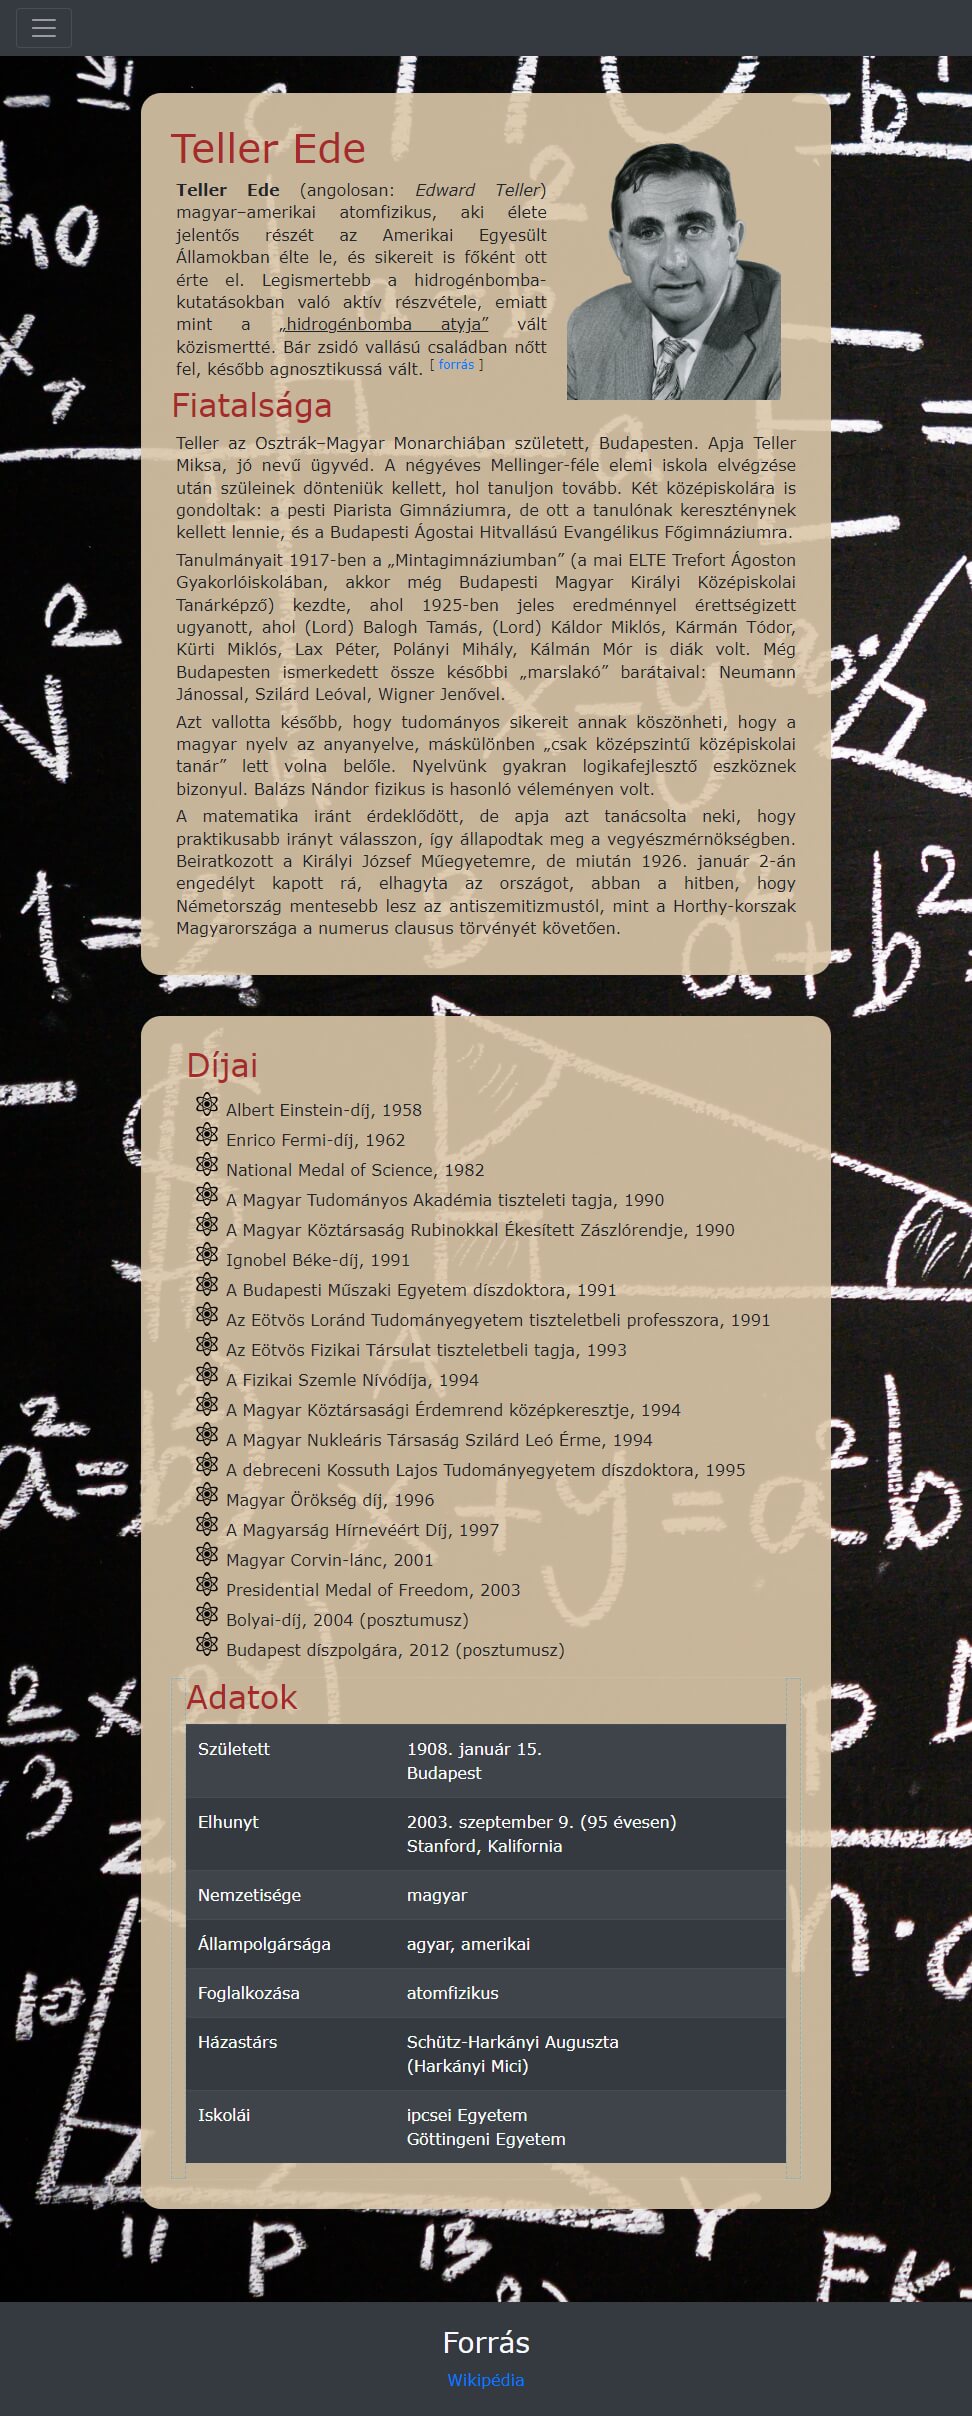 Teller Ede
Teller Ede (angolosan: Edward Teller)
magyar–amerikai atomfizikus, aki élete
jelentős részét az Amerikai Egyesült
Államokban élte le, és sikereit is főként ott
érte el. Legismertebb a hidrogénbomba-
kutatásokban való aktív részvétele, emiatt
mint a „hidrogénbomba atyja” vált
közismertté. Bár zsidó vallású családban nőtt
fel, később agnosztikussá vált. [ forrás ]
Fiatalsága
Teller az Osztrák–Magyar Monarchiában született, Budapesten. Apja Teller
Miksa, jó nevű ügyvéd. A négyéves Mellinger-féle elemi iskola elvégzése
után szüleinek dönteniük kellett, hol tanuljon tovább. Két középiskolára is
gondoltak: a pesti Piarista Gimnáziumra, de ott a tanulónak kereszténynek
kellett lennie, és a Budapesti Ágostai Hitvallású Evangélikus Főgimnáziumra.
Tanulmányait 1917-ben a „Mintagimnáziumban” (a mai ELTE Trefort Ágoston
Gyakorlóiskolában, akkor még Budapesti Magyar Királyi Középiskolai
Tanárképző) kezdte, ahol 1925-ben jeles eredménnyel érettségizett
ugyanott, ahol (Lord) Balogh Tamás, (Lord) Káldor Miklós, Kármán Tódor,
Kürti Miklós, Lax Péter, Polányi Mihály, Kálmán Mór is diák volt. Még
Budapesten ismerkedett össze későbbi „marslakó” barátaival: Neumann
Jánossal, Szilárd Leóval, Wigner Jenővel.
Azt vallotta később, hogy tudományos sikereit annak köszönheti, hogy a
magyar nyelv az anyanyelve, máskülönben „csak középszintű középiskolai
tanár” lett volna belőle. Nyelvünk gyakran logikafejlesztő eszköznek
bizonyul. Balázs Nándor fizikus is hasonló véleményen volt.
A matematika iránt érdeklődött, de apja azt tanácsolta neki, hogy
praktikusabb irányt válasszon, így állapodtak meg a vegyészmérnökségben.
Beiratkozott a Királyi József Műegyetemre, de miután 1926. január 2-án
engedélyt kapott rá, elhagyta az országot, abban a hitben, hogy
Németország mentesebb lesz az antiszemitizmustól, mint a Horthy-korszak
Magyarországa a numerus clausus törvényét követően.
Díjai
Albert Einstein-díj, 1958
Enrico Fermi-díj, 1962
National Medal of Science, 1982
A Magyar Tudományos Akadémia tiszteleti tagja, 1990
A Magyar Köztársaság Rubinokkal Ékesített Zászlórendje, 1990
Ignobel Béke-díj, 1991
A Budapesti Műszaki Egyetem díszdoktora, 1991
Az Eötvös Loránd Tudományegyetem tiszteletbeli professzora, 1991
Az Eötvös Fizikai Társulat tiszteletbeli tagja, 1993
A Fizikai Szemle Nívódíja, 1994
A Magyar Köztársasági Érdemrend középkeresztje, 1994
A Magyar Nukleáris Társaság Szilárd Leó Érme, 1994
A debreceni Kossuth Lajos Tudományegyetem díszdoktora, 1995
Magyar Örökség díj, 1996
A Magyarság Hírnevéért Díj, 1997
Magyar Corvin-lánc, 2001
Presidential Medal of Freedom, 2003
Bolyai-díj, 2004 (posztumusz)
Budapest díszpolgára, 2012 (posztumusz)
Adatok
Született 1908. január 15.
Budapest
Elhunyt 2003. szeptember 9. (95 évesen)
Stanford, Kalifornia
Nemzetisége magyar
Állampolgársága agyar, amerikai
Foglalkozása atomfizikus
Házastárs Schütz-Harkányi Auguszta
(Harkányi Mici)
Iskolái ipcsei Egyetem
Göttingeni Egyetem
Forrás
Wikipédia